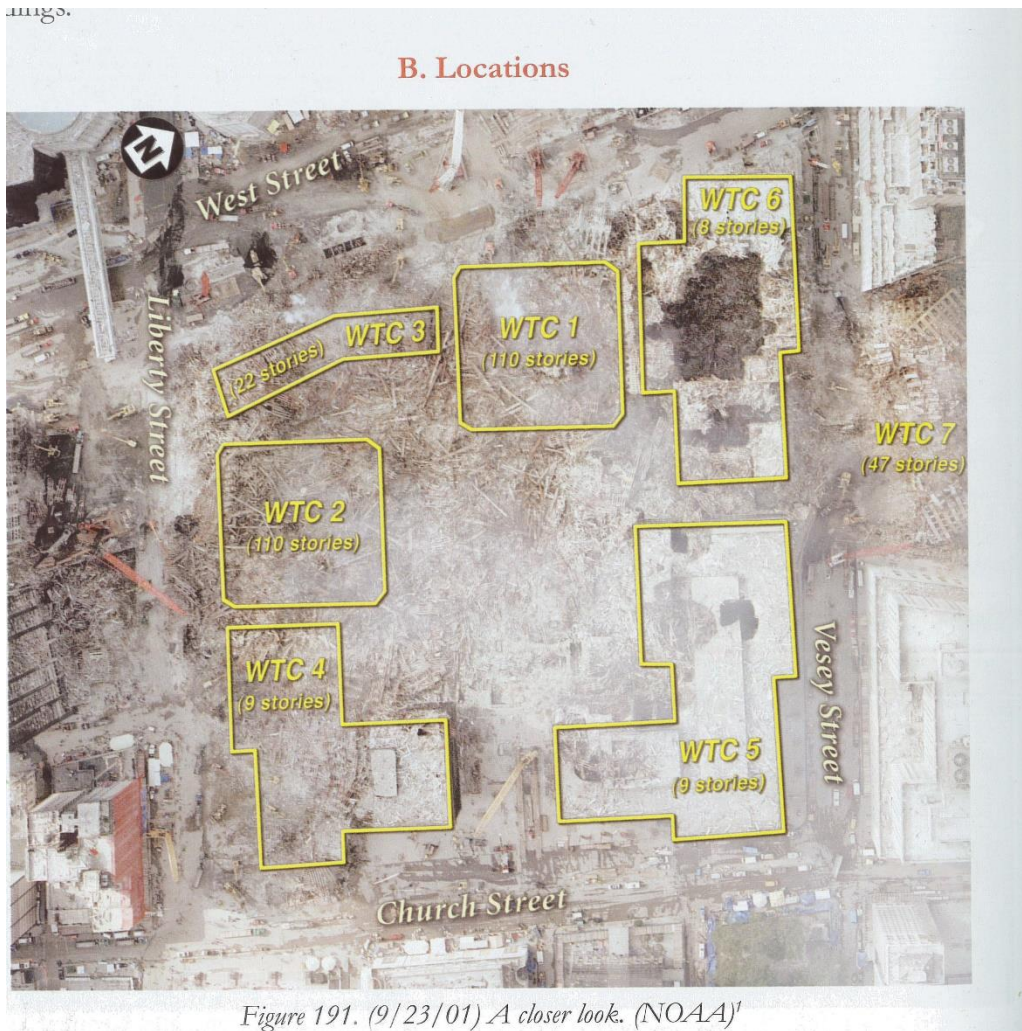 B. Locations
N
West Street
WTC 6
(8 stories)
Liberty Street
WTC 3
(22 stories)
WTC 1
(110 stories)
WTC 7
(47 stories)
WTC 2
(110 stories)
WTC 4
(9 stories)
WTC 5
(9 stories)
Vesey Street
Church Street
Figure 191. (9/23/01) A closer look. (NOAA)¹